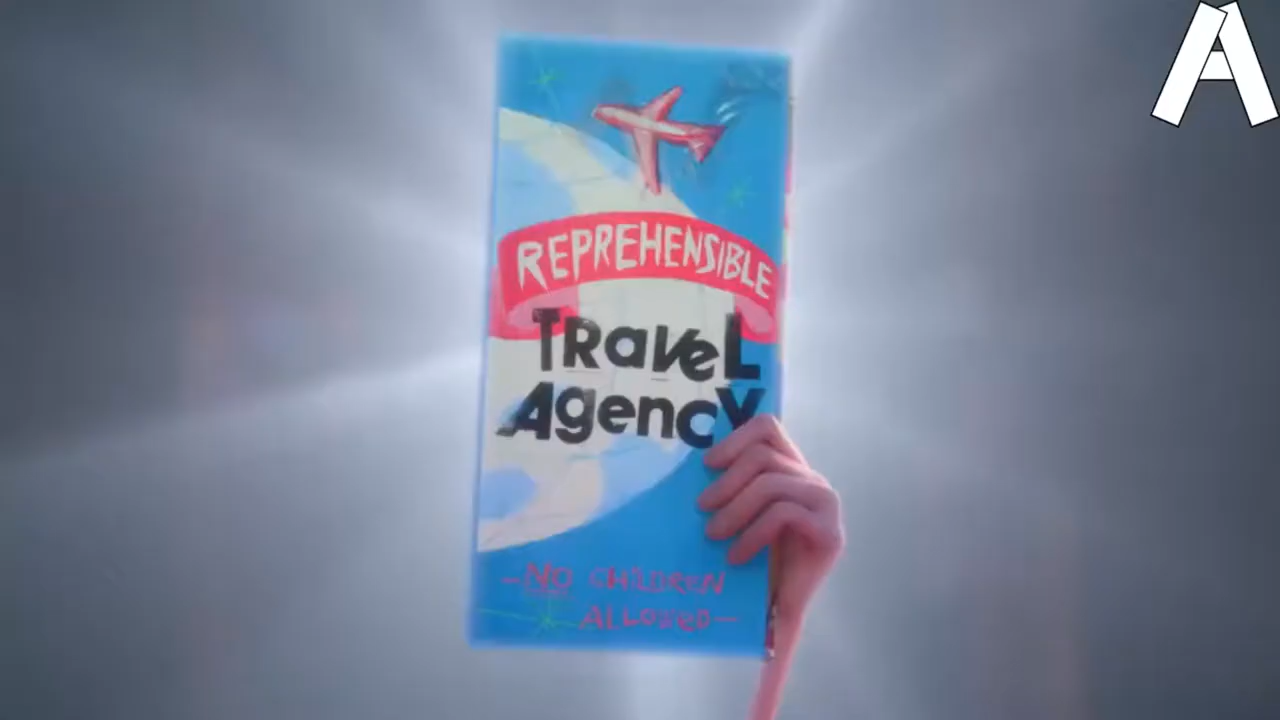 A
REPREHENSIBLE
TRaveL
Agency
-NO CHILDREN
ALLOWED-